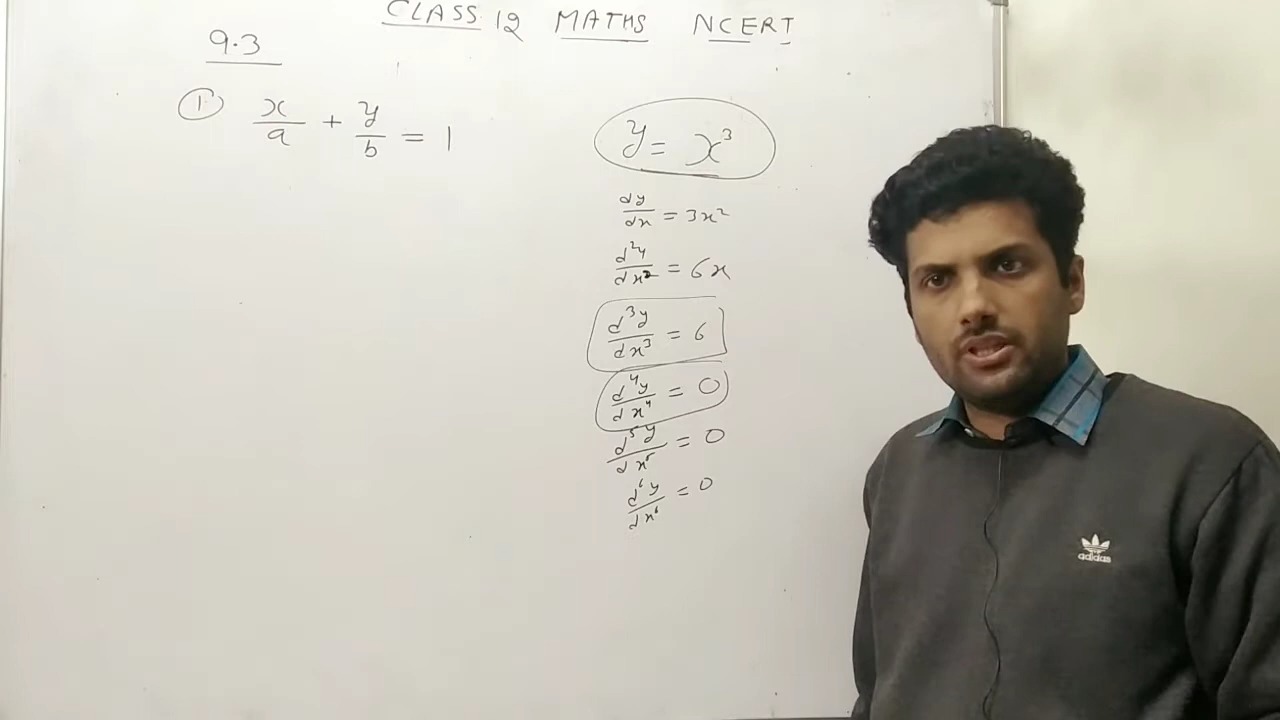 CLASS 12 MATHS NCERT
9.3
① x/a + y/b = 1
y = x³
dy/dx = 3x²
d²y/dx² = 6x
d³y/dx³ = 6
d⁴y/dx⁴ = 0
d⁵y/dx⁵ = 0
d⁶y/dx⁶ = 0
adidas